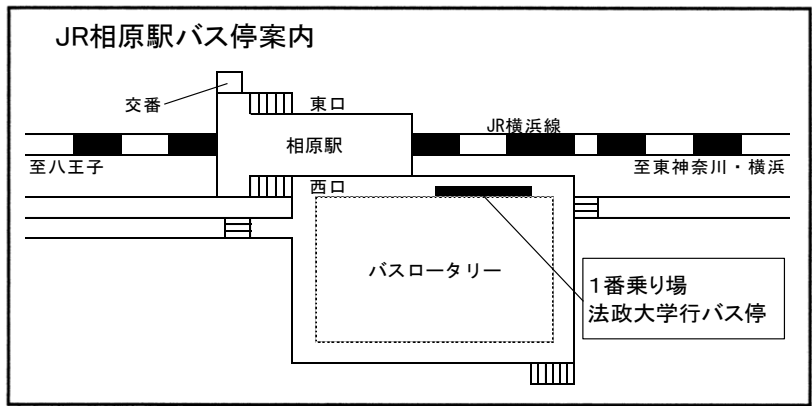 JR相原駅バス停案内
交番
東口
JR横浜線
相原駅
至八王子
至東神奈川・横浜
西口
バスロータリー
1番乗り場
法政大学行バス停